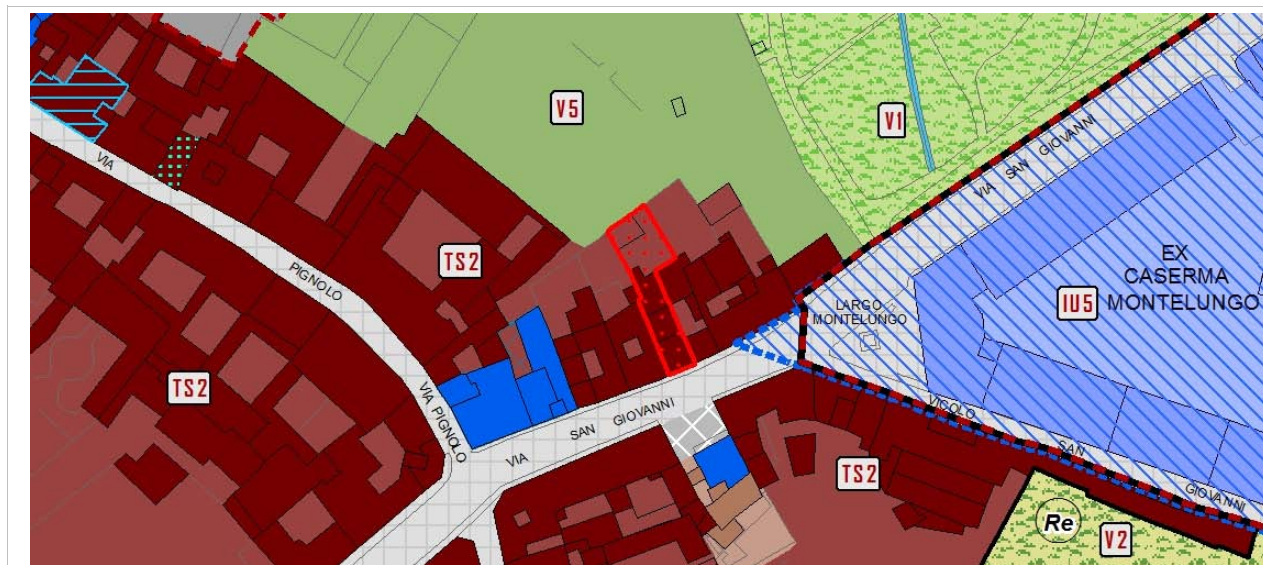 V5
V1
VIA SAN GIOVANNI
VIA
PIGNOLO
TS2
EX
CASERMA
MONTELUNGO
IU5
LARGO
MONTELUNGO
TS2
VIA PIGNOLO
VIA SAN GIOVANNI
VICOLO SAN GIOVANNI
TS2
Re
V2